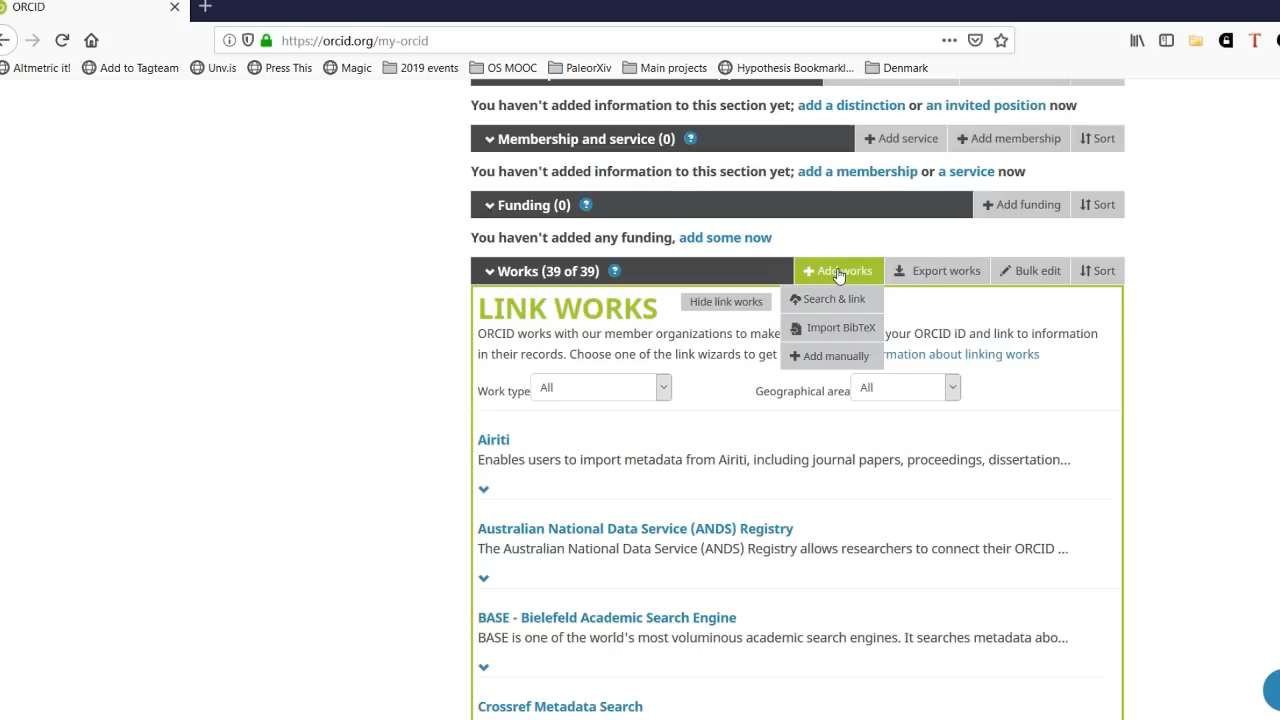 ORCID
https://orcid.org/my-orcid
Altmetric it! Add to Tagteam Unv.is Press This Magic 2019 events OS MOOC PaleorXiv Main projects Hypothesis Bookmarkl... Denmark
You haven't added information to this section yet; add a distinction or an invited position now
Membership and service (0) ? Add service Add membership Sort
You haven't added information to this section yet; add a membership or a service now
Funding (0) ? Add funding Sort
You haven't added any funding, add some now
Works (39 of 39) ? Add works Export works Bulk edit Sort
LINK WORKS Hide link works Search & link
ORCID works with our member organizations to make Import BibTeX your ORCID iD and link to information
in their records. Choose one of the link wizards to get Add manually about linking works
Work type All Geographical area All
Airiti
Enables users to import metadata from Airiti, including journal papers, proceedings, dissertation...
Australian National Data Service (ANDS) Registry
The Australian National Data Service (ANDS) Registry allows researchers to connect their ORCID ...
BASE - Bielefeld Academic Search Engine
BASE is one of the world's most voluminous academic search engines. It searches metadata abo...
Crossref Metadata Search